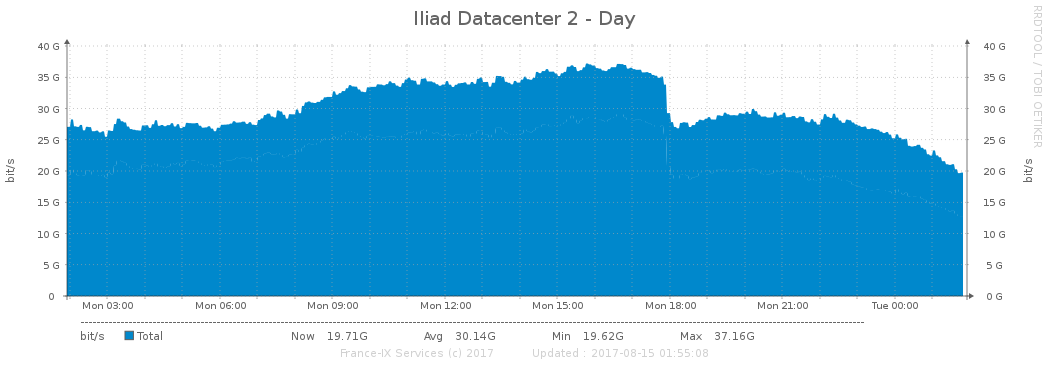 Iliad Datacenter 2 - Day
RRDTOOL / TOBI OETIKER
40 G 40 G
35 G 35 G
30 G 30 G
25 G 25 G
20 G 20 G
15 G 15 G
10 G 10 G
5 G 5 G
0 0 G
bit/s bit/s
Mon 03:00 Mon 06:00 Mon 09:00 Mon 12:00 Mon 15:00 Mon 18:00 Mon 21:00 Tue 00:00
bit/s Total Now 19.71G Avg 30.14G Min 19.62G Max 37.16G
France-IX Services (c) 2017 Updated : 2017-08-15 01:55:08